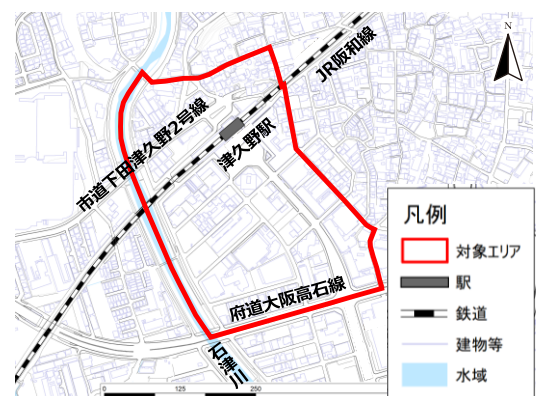 N
JR阪和線
市道下田津久野2号線
津久野駅
府道大阪高石線
石津川
凡例
対象エリア
駅
鉄道
建物等
水域
0 125 250